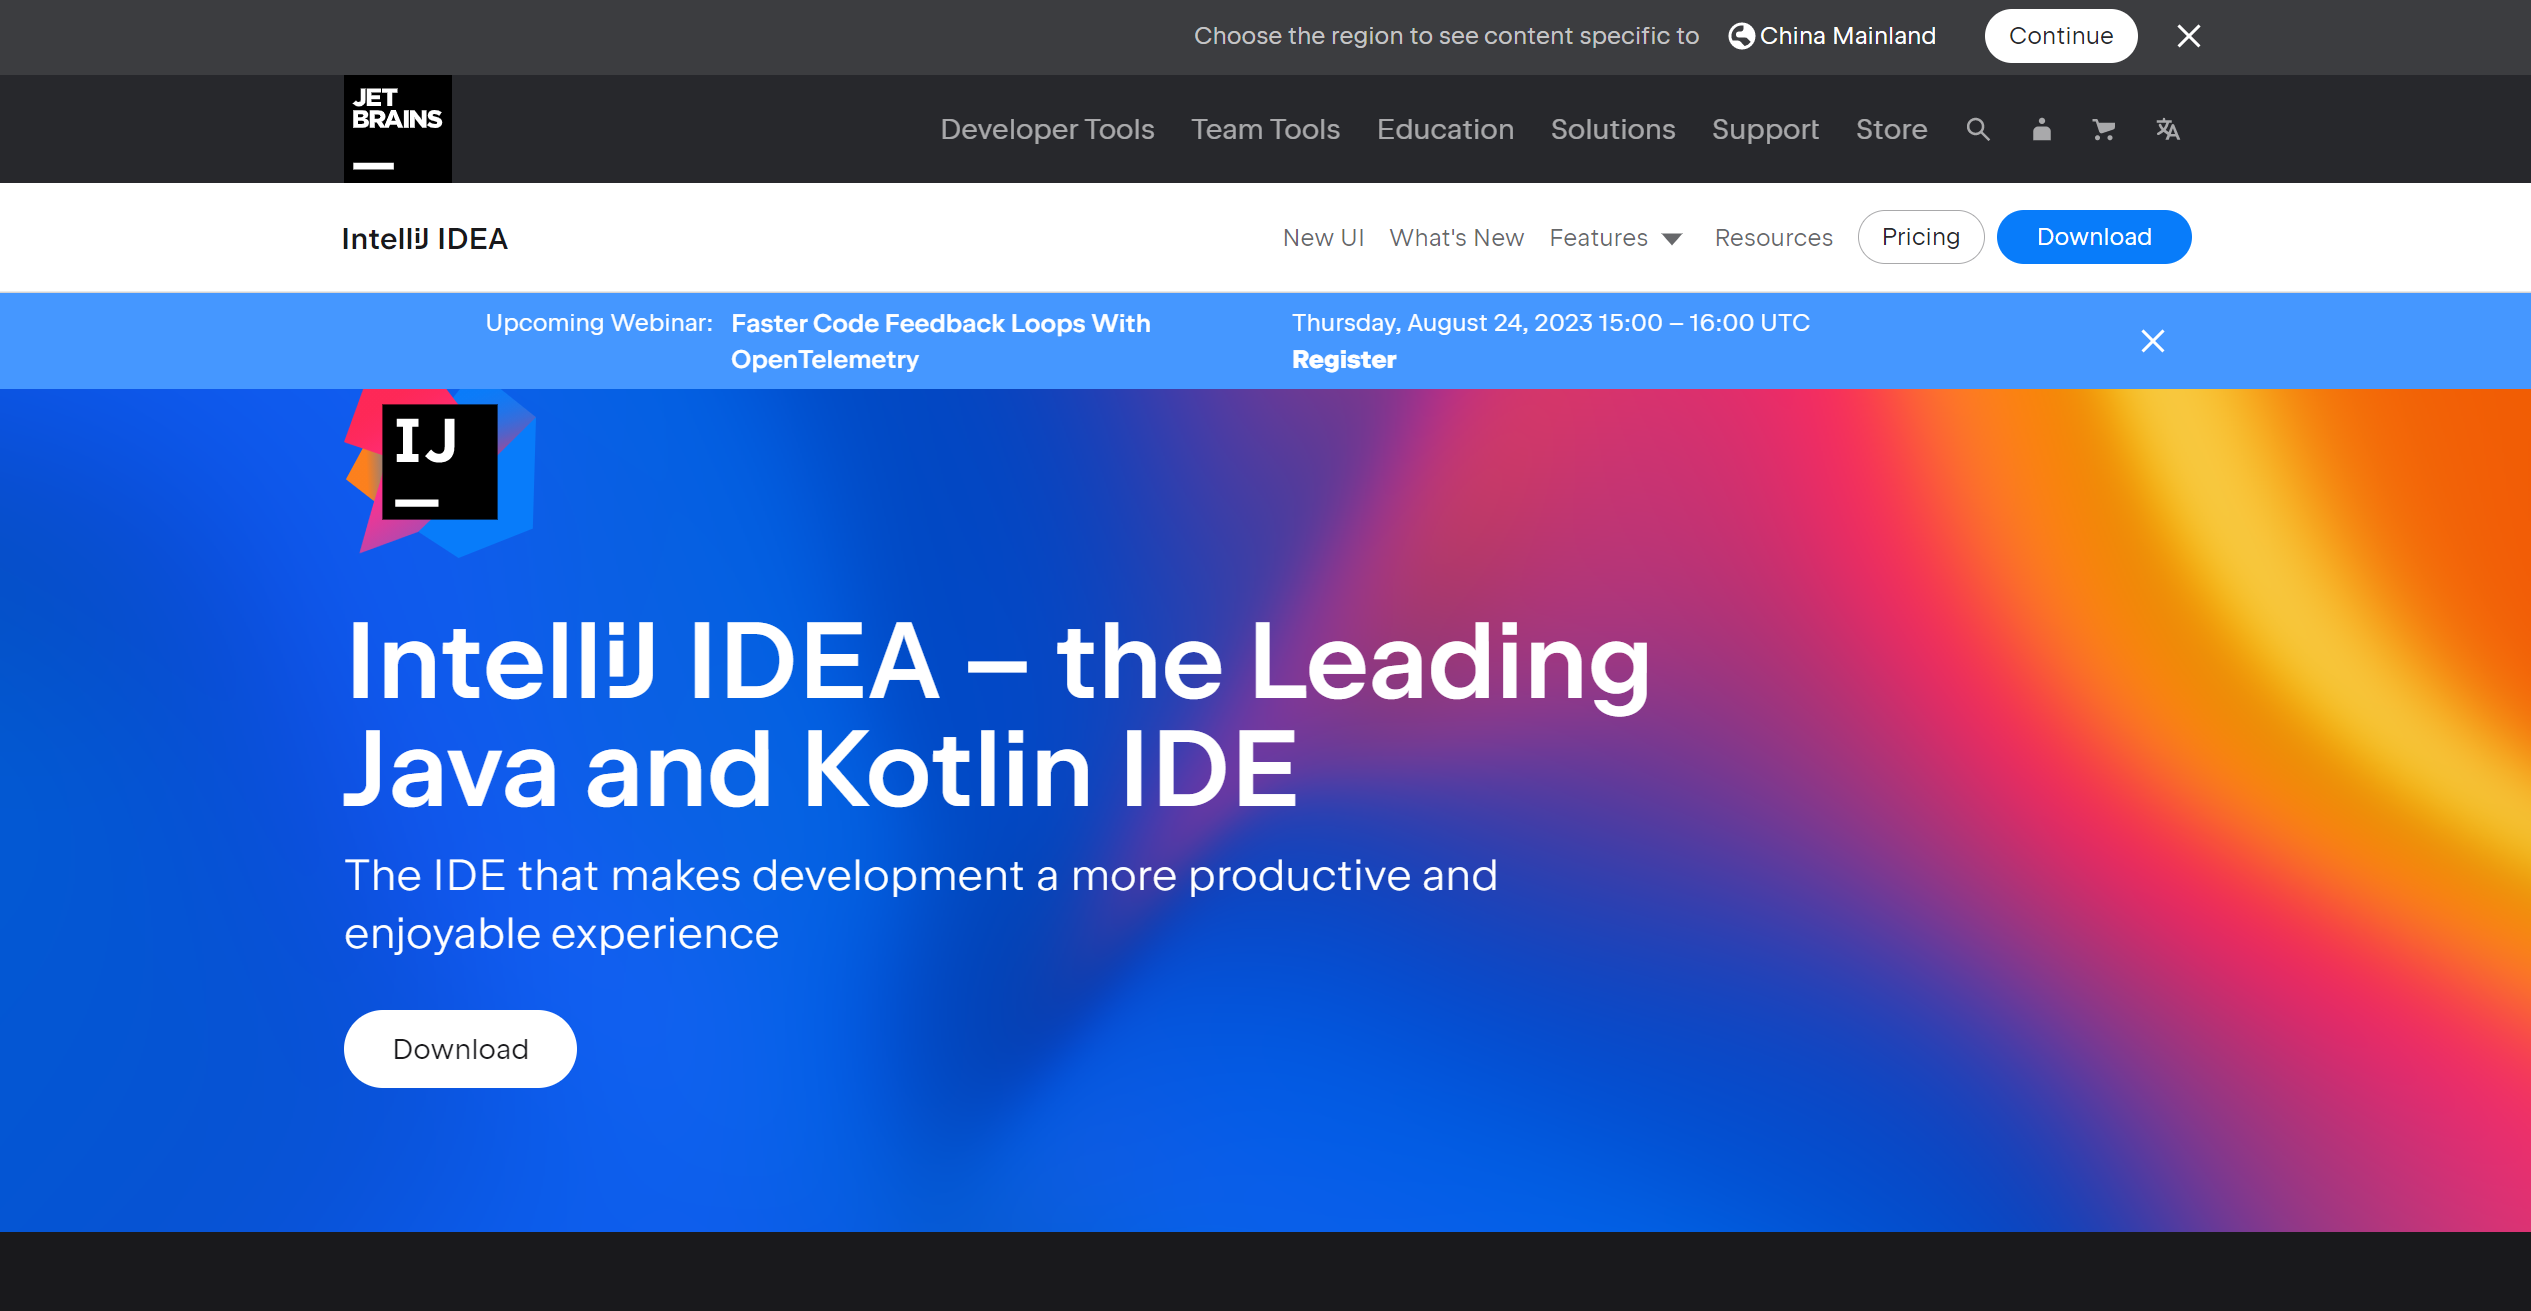 Choose the region to see content specific to China Mainland Continue
JET
BRAINS
Developer Tools Team Tools Education Solutions Support Store
IntelliJ IDEA
New UI What's New Features Resources Pricing Download
Upcoming Webinar: Faster Code Feedback Loops With
OpenTelemetry
Thursday, August 24, 2023 15:00 – 16:00 UTC
Register
IJ
IntelliJ IDEA – the Leading
Java and Kotlin IDE
The IDE that makes development a more productive and
enjoyable experience
Download